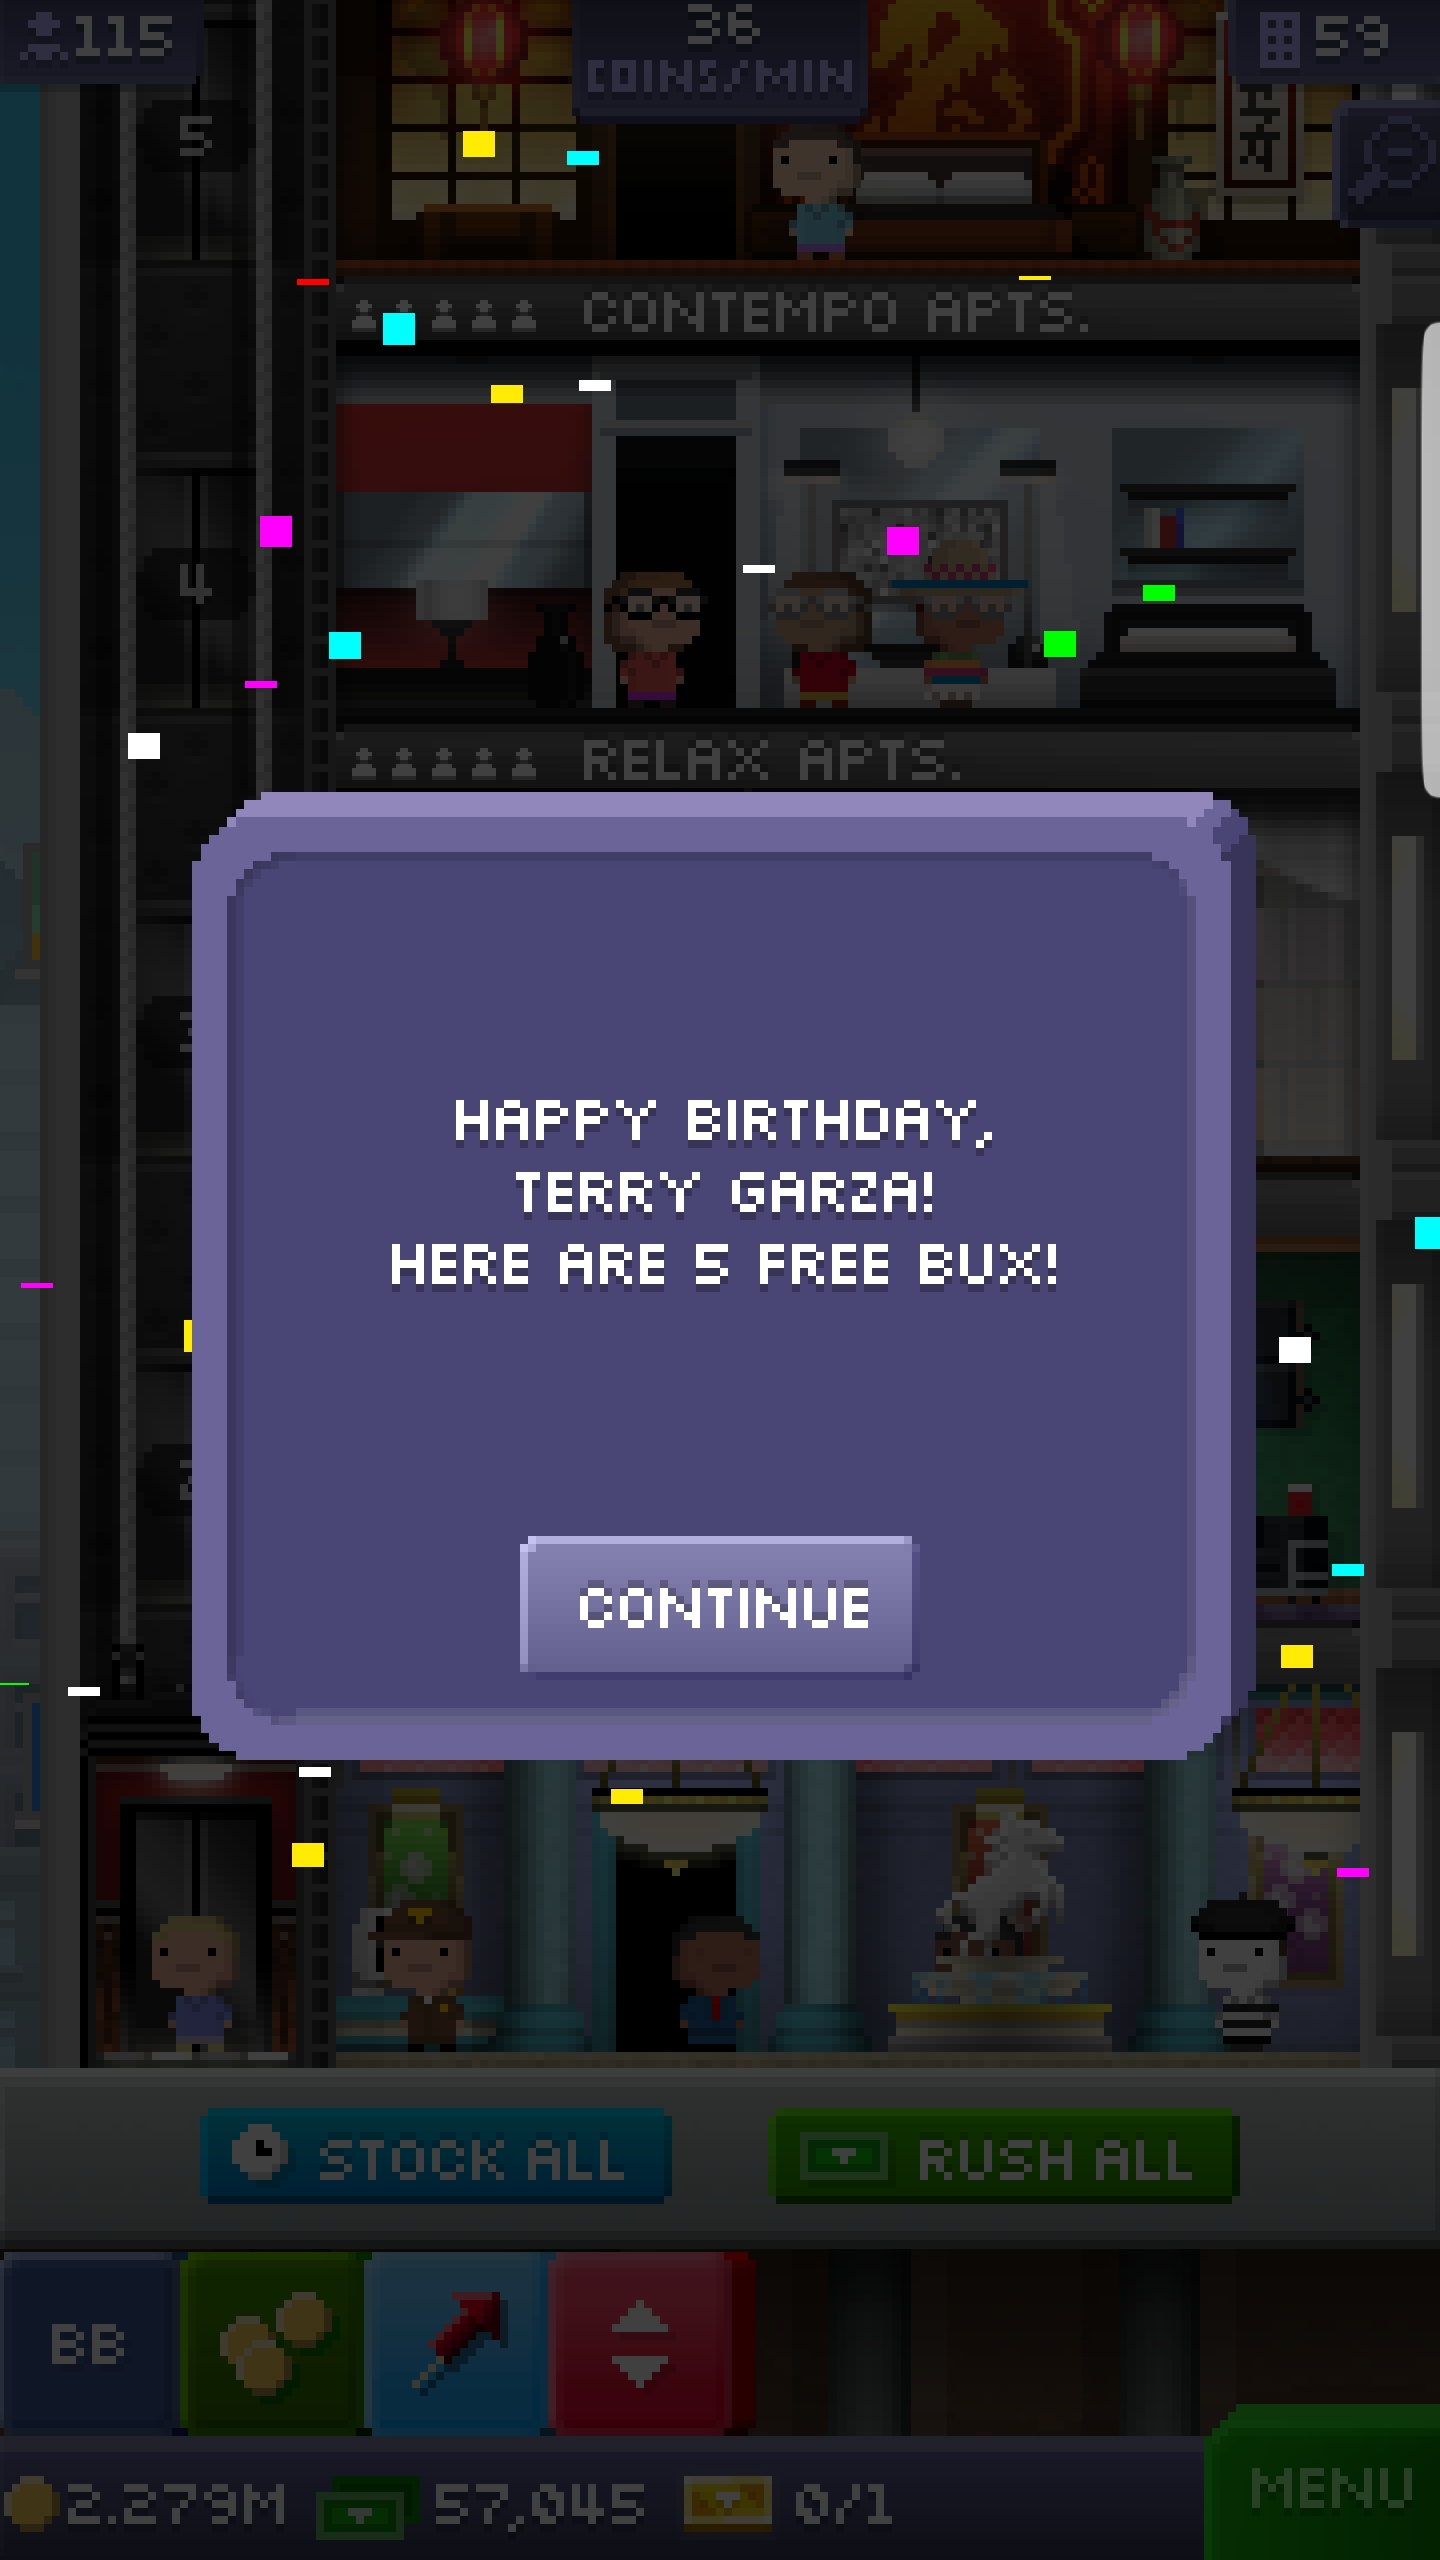 115
36
COINS/MIN
59
5
CONTEMPO APTS.
4
RELAX APTS.
HAPPY BIRTHDAY,
TERRY GARZA!
HERE ARE 5 FREE BUX!
CONTINUE
STOCK ALL
RUSH ALL
BB
2.279M
57,045
0/1
MENU